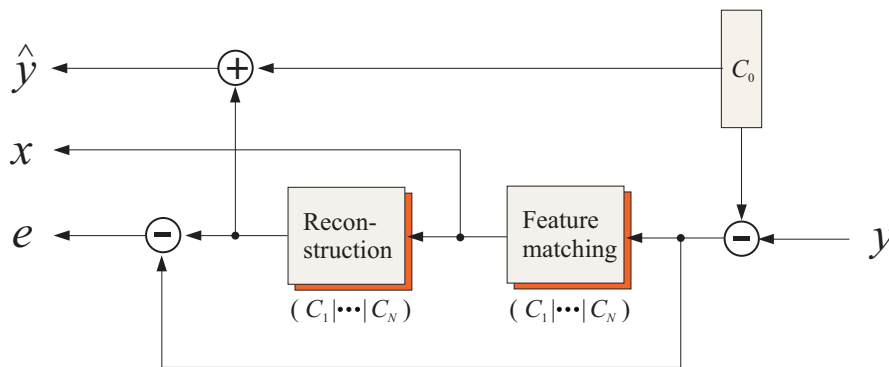 ŷ
C₀
x
Recon-
struction
Feature
matching
e
y
( C₁|•••| C_N )
( C₁|•••| C_N )